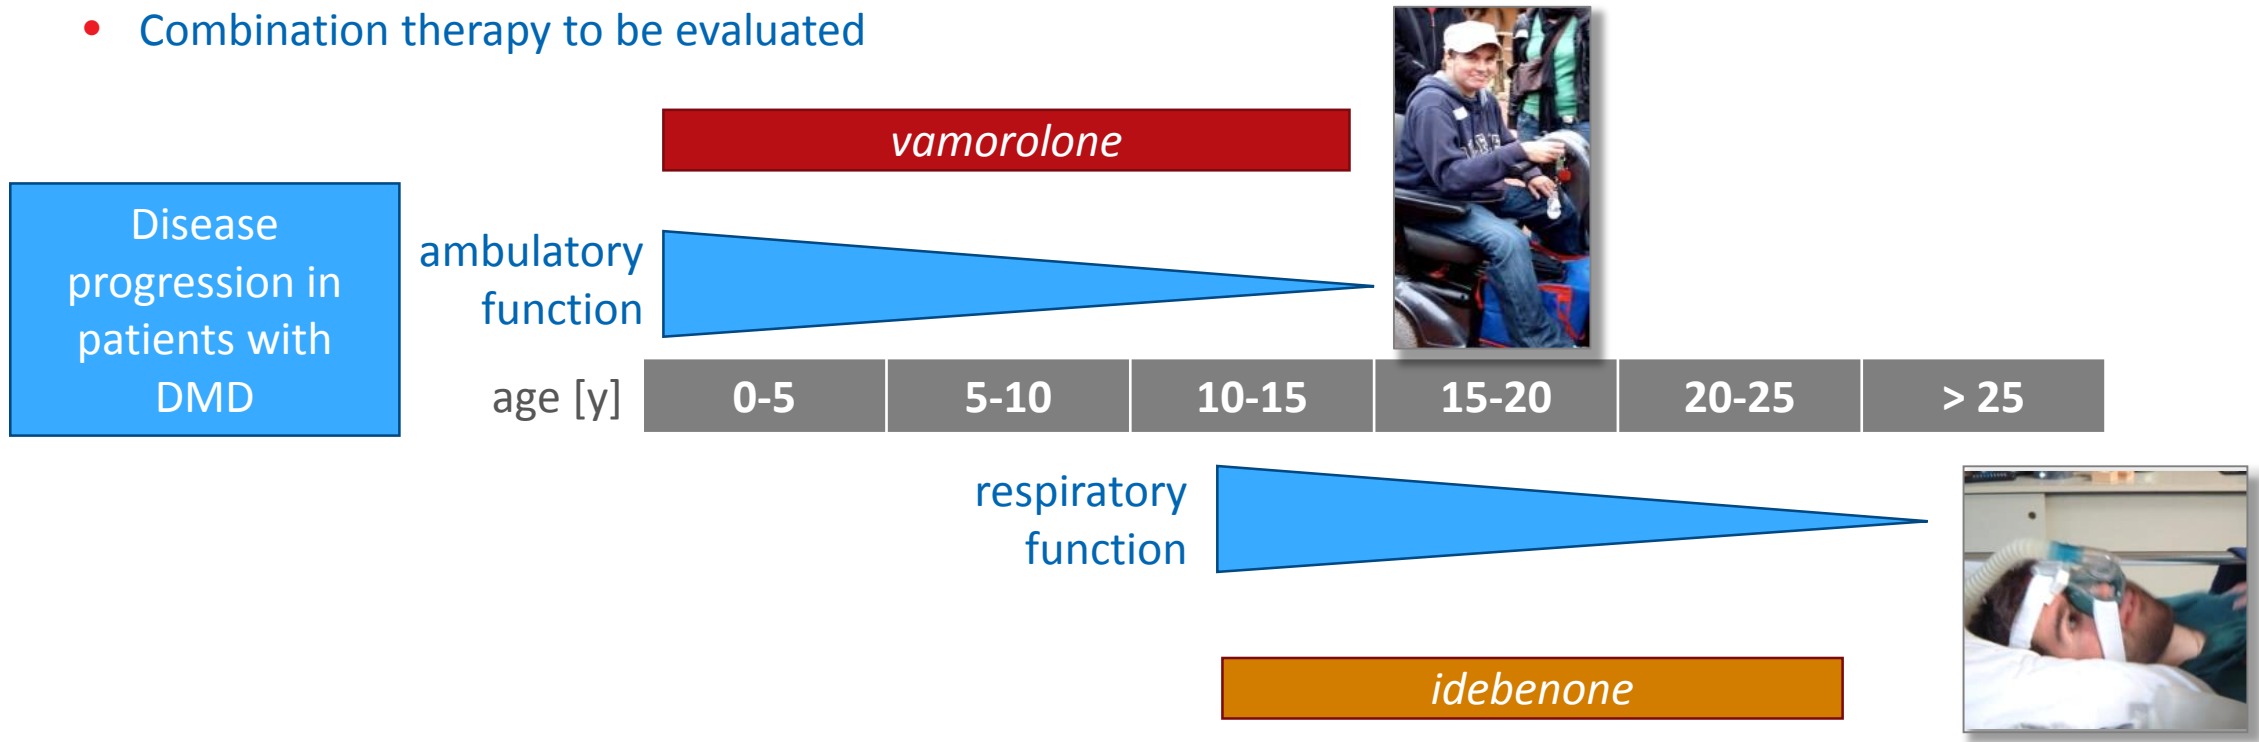 • Combination therapy to be evaluated
vamorolone
Disease
progression in
patients with
DMD
ambulatory
function
age [y] 0-5 5-10 10-15 15-20 20-25 > 25
respiratory
function
idebenone